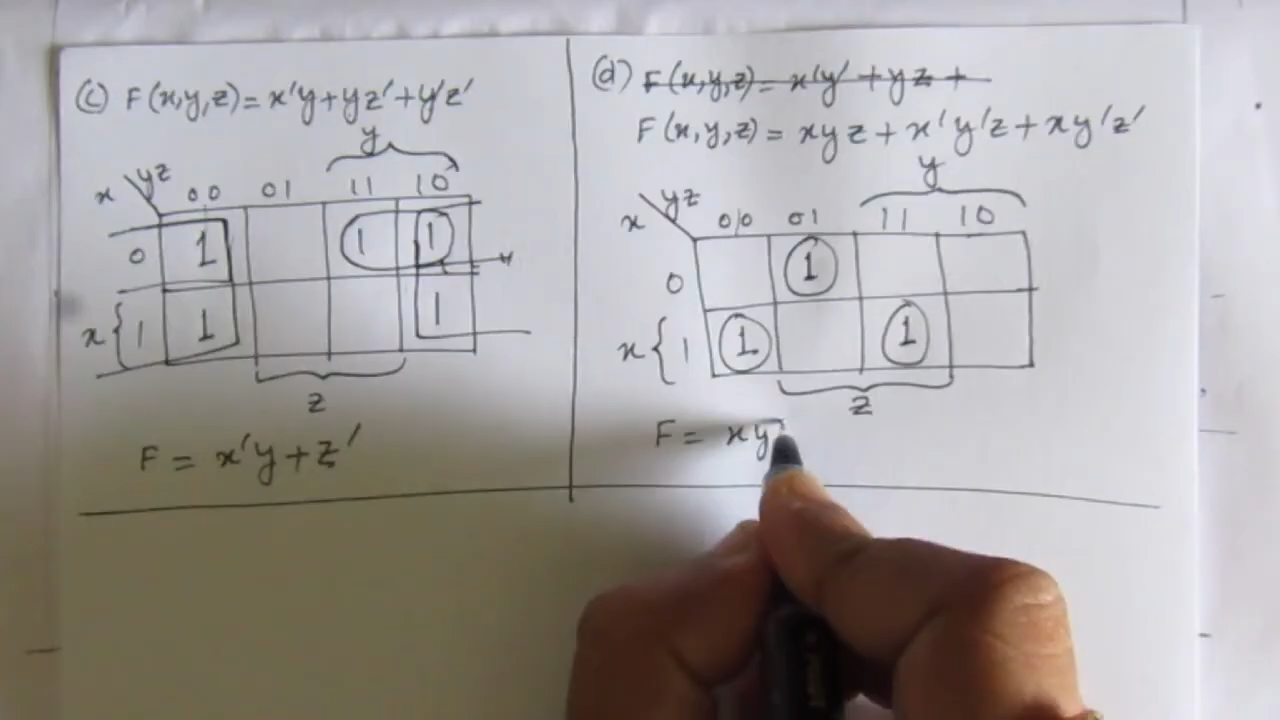 (c) F(x,y,z) = x'y + yz' + y'z'
y
x yz 00 01 11 10
0 1 1 1
x { 1 1 1
z
F = x'y + z'
(d) F(x,y,z) = x'y' + yz +
F(x,y,z) = xyz + x'y'z + xy'z'
y
x yz 00 01 11 10
0 1
x { 1 1 1
z
F = xy'